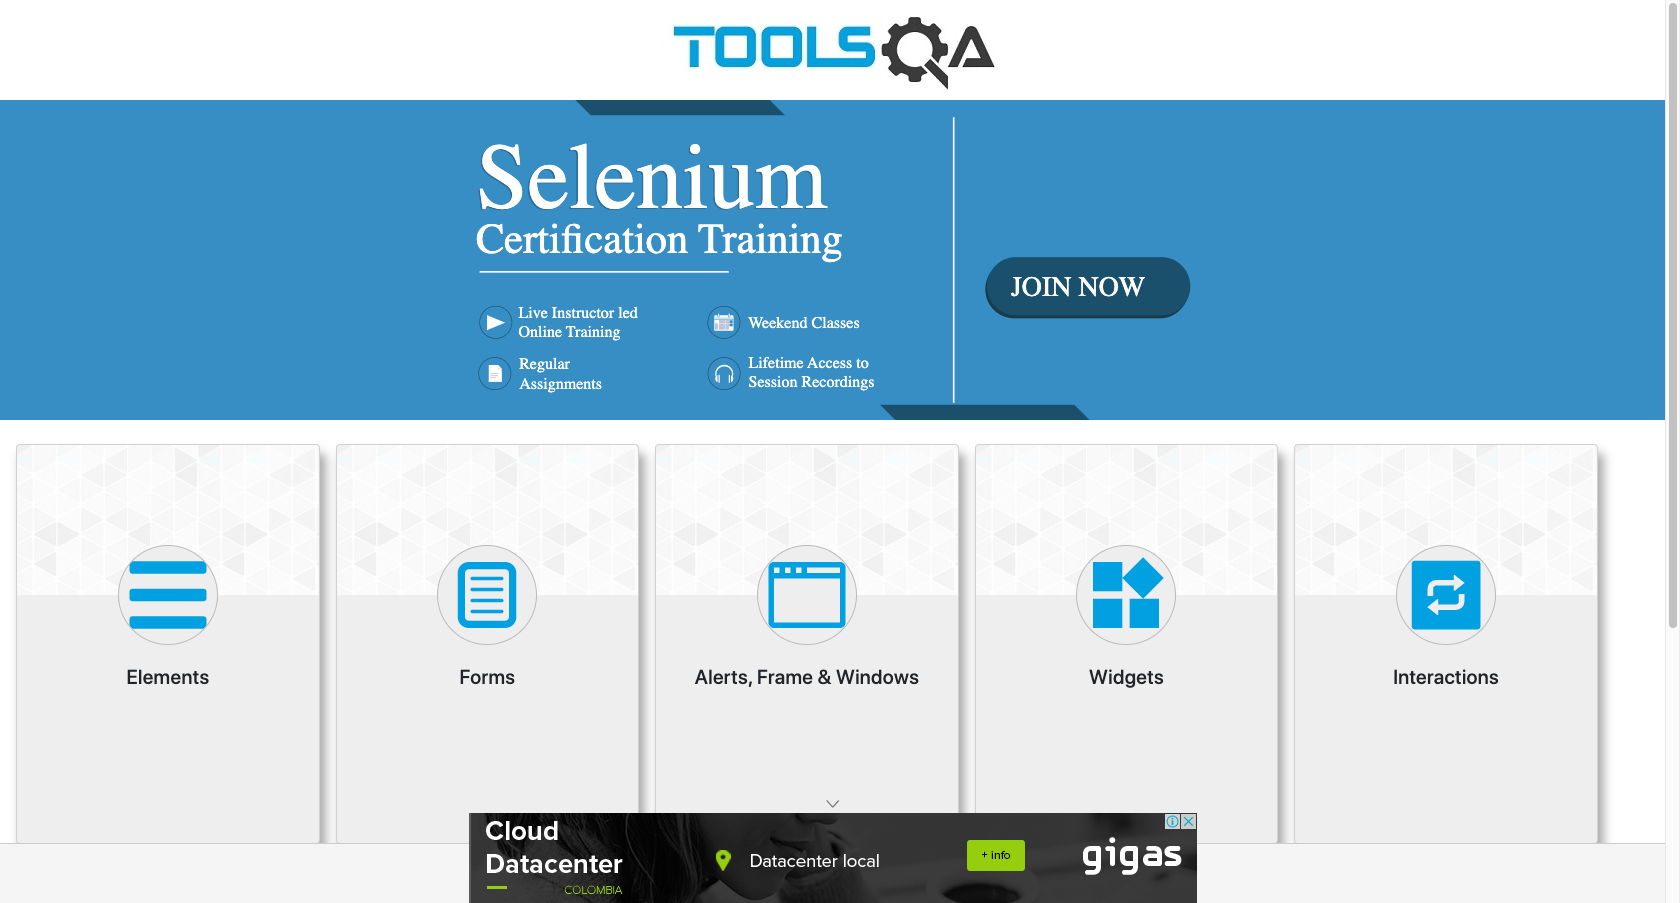 TOOLSQA
Selenium
Certification Training
Live Instructor led
Online Training
Weekend Classes
Regular
Assignments
Lifetime Access to
Session Recordings
JOIN NOW
Elements
Forms
Alerts, Frame & Windows
Widgets
Interactions
Cloud
Datacenter
COLOMBIA
Datacenter local
+ info
gigas